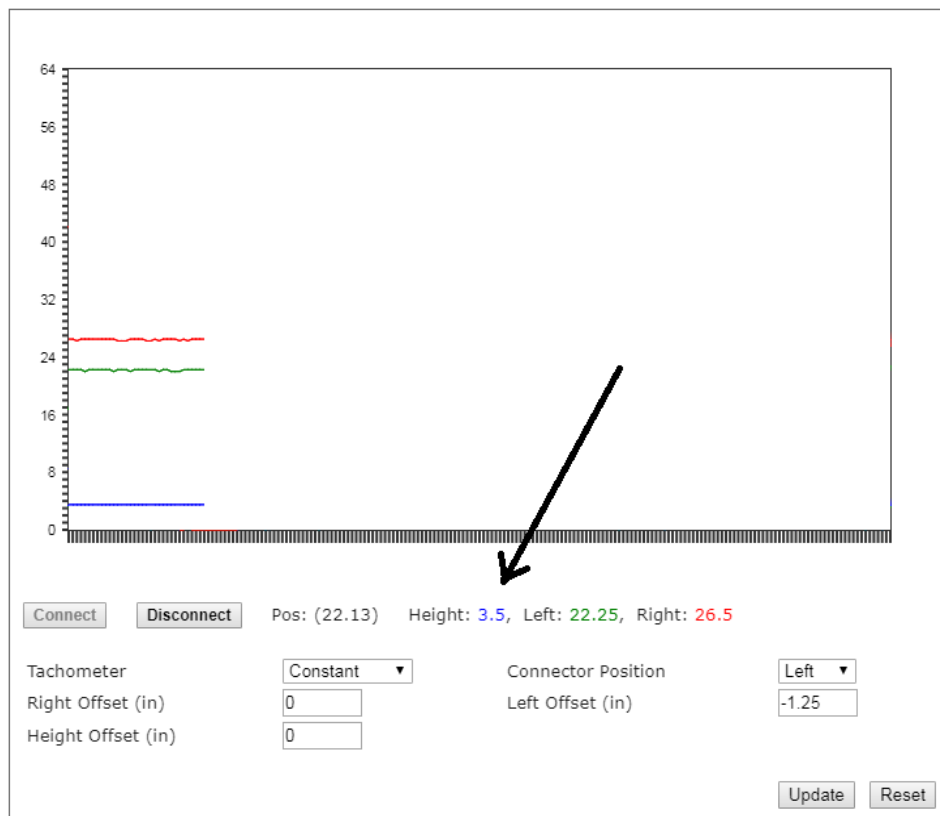 64
56
48
40
32
24
16
8
0
Connect Disconnect Pos: (22.13) Height: 3.5, Left: 22.25, Right: 26.5
Tachometer Constant Connector Position Left
Right Offset (in) 0 Left Offset (in) -1.25
Height Offset (in) 0
Update Reset